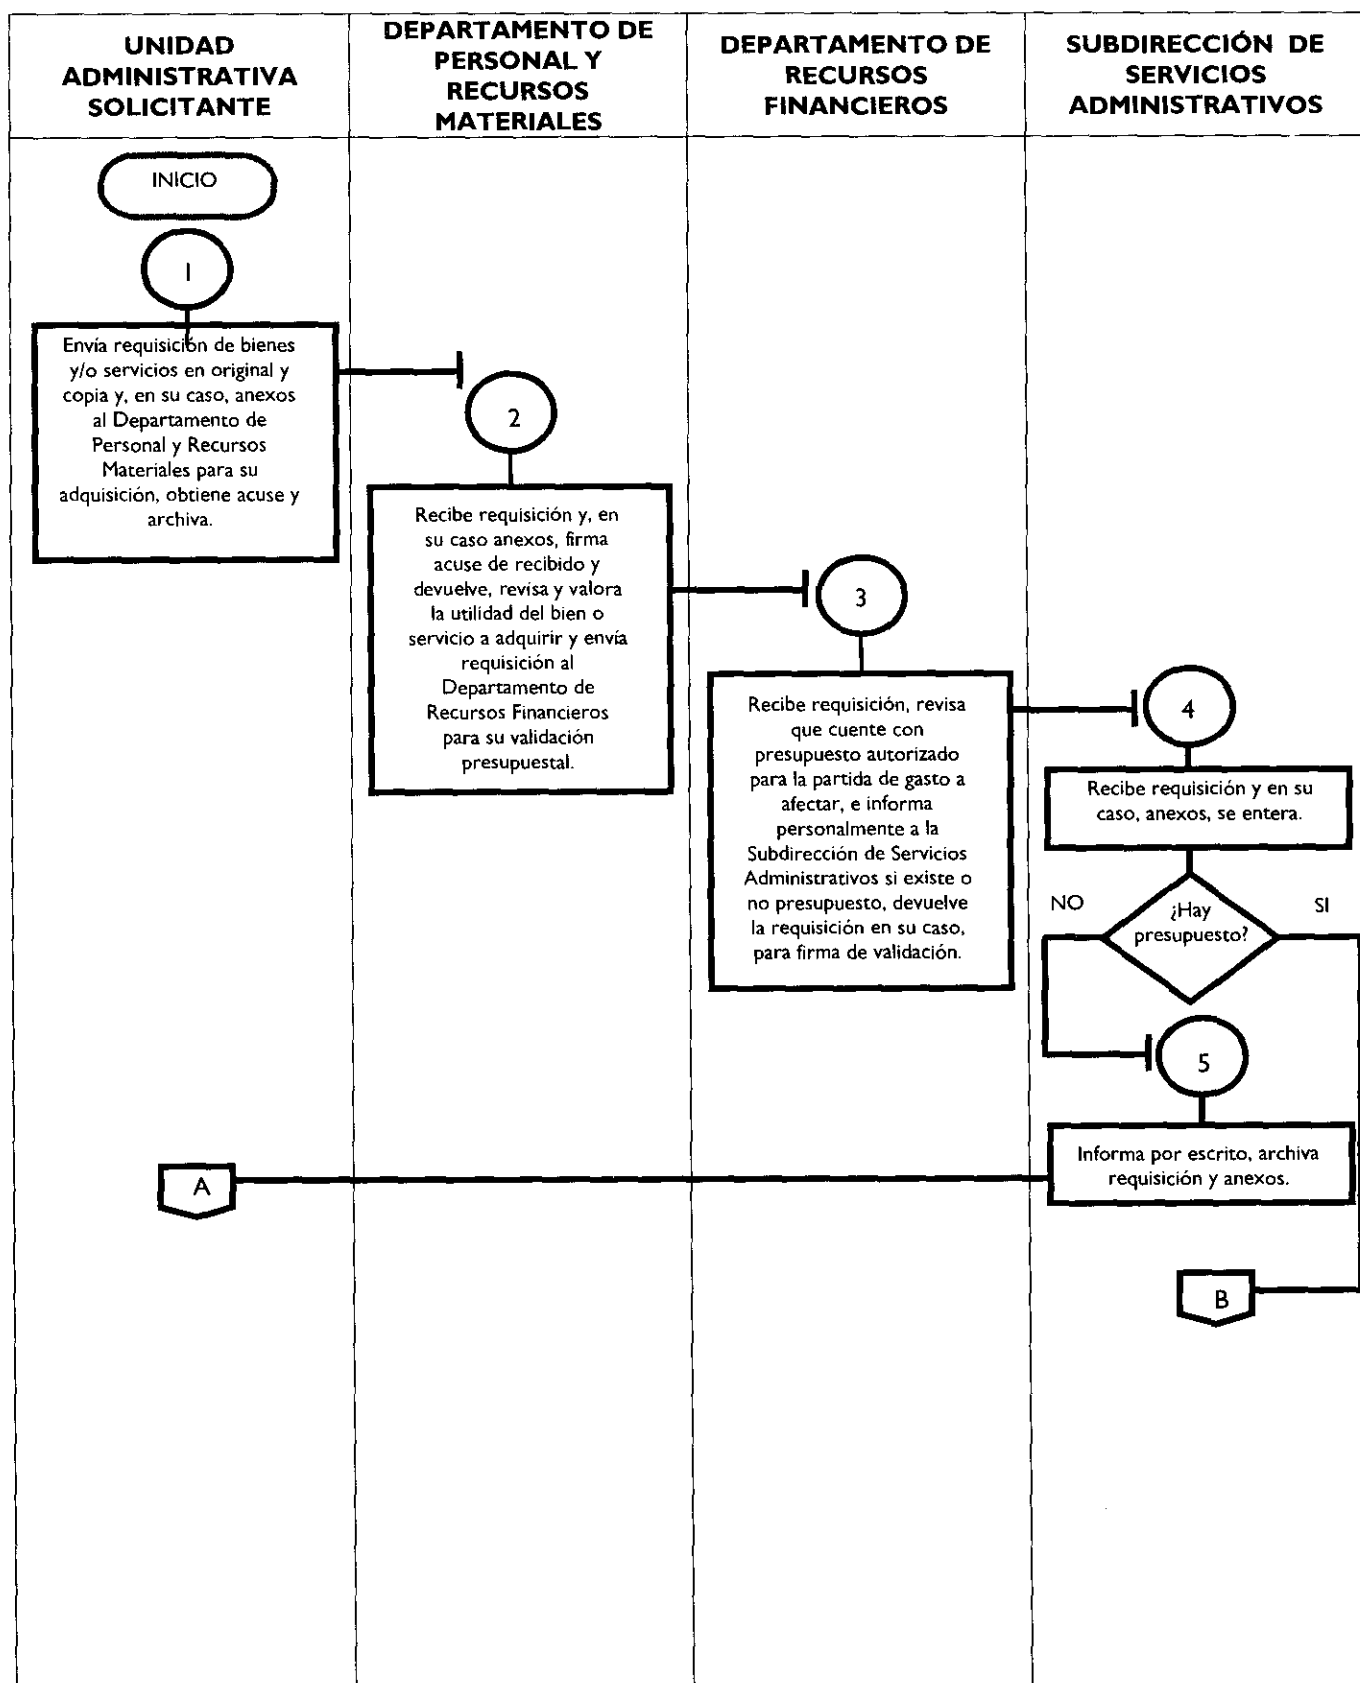 UNIDAD
ADMINISTRATIVA
SOLICITANTE
DEPARTAMENTO DE
PERSONAL Y
RECURSOS
MATERIALES
DEPARTAMENTO DE
RECURSOS
FINANCIEROS
SUBDIRECCIÓN DE
SERVICIOS
ADMINISTRATIVOS
INICIO
1
Envía requisición de bienes
y/o servicios en original y
copia y, en su caso, anexos
al Departamento de
Personal y Recursos
Materiales para su
adquisición, obtiene acuse y
archiva.
2
Recibe requisición y, en
su caso anexos, firma
acuse de recibido y
devuelve, revisa y valora
la utilidad del bien o
servicio a adquirir y envía
requisición al
Departamento de
Recursos Financieros
para su validación
presupuestal.
3
Recibe requisición, revisa
que cuente con
presupuesto autorizado
para la partida de gasto a
afectar, e informa
personalmente a la
Subdirección de Servicios
Administrativos si existe o
no presupuesto, devuelve
la requisición en su caso,
para firma de validación.
4
Recibe requisición y en su
caso, anexos, se entera.
NO
¿Hay
presupuesto?
SI
5
Informa por escrito, archiva
requisición y anexos.
A
B